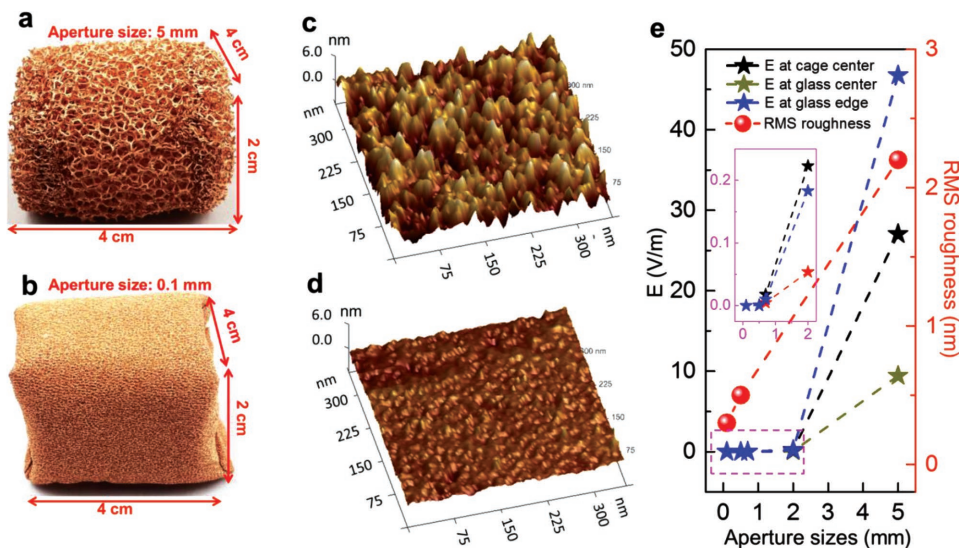 a
Aperture size: 5 mm
4 cm
2 cm
4 cm
b
Aperture size: 0.1 mm
4 cm
2 cm
4 cm
c
nm
6.0
0.0
nm
300
225
150
75
300 nm
225
150
75
75
150
225
300
nm
d
nm
6.0
0.0
nm
300
225
150
75
300 nm
225
150
75
75
150
225
300
nm
e
E at cage center
E at glass center
E at glass edge
RMS roughness
50
40
30
20
10
0
E (V/m)
0.2
0.1
0.0
0 1 2
3
2
1
0
RMS roughness (nm)
0 1 2 3 4 5
Aperture sizes (mm)